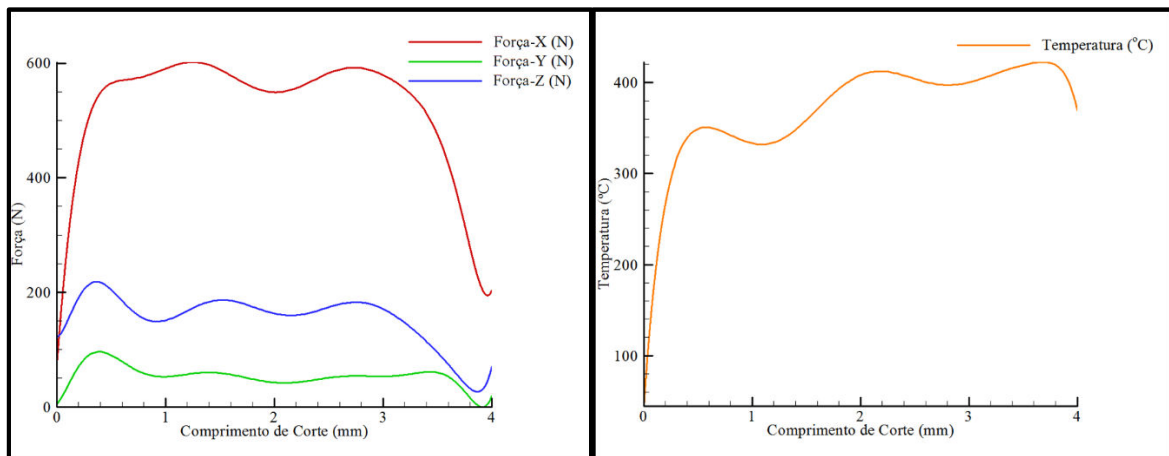 Força-X (N)
Força-Y (N)
Força-Z (N)
600
400
200
0
Força (N)
0
1
2
3
4
Comprimento de Corte (mm)
Temperatura (°C)
400
300
200
100
Temperatura (°C)
0
1
2
3
4
Comprimento de Corte (mm)